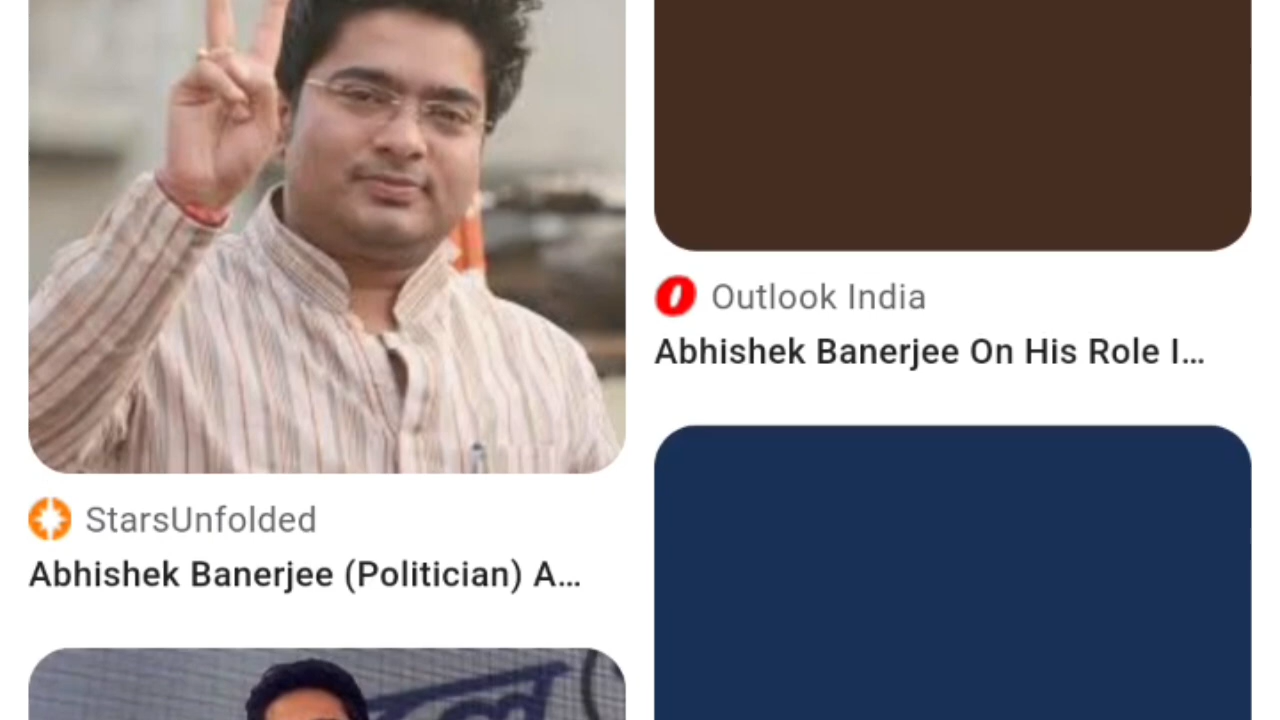 Outlook India
Abhishek Banerjee On His Role I...
StarsUnfolded
Abhishek Banerjee (Politician) A...